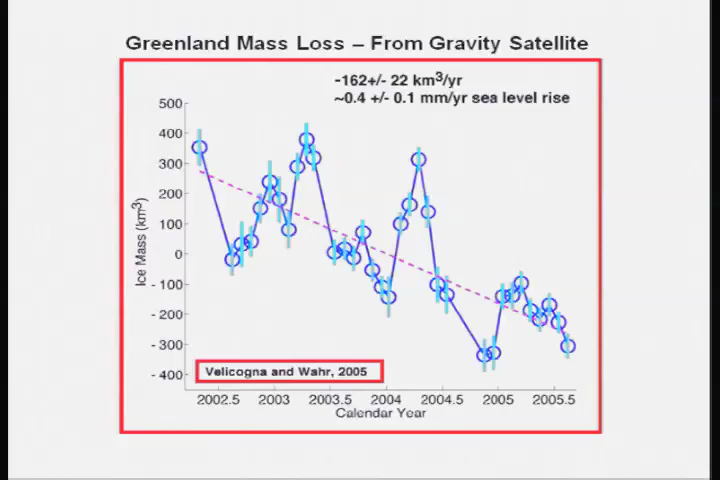 Greenland Mass Loss – From Gravity Satellite
-162+/- 22 km3/yr
~0.4 +/- 0.1 mm/yr sea level rise
500
400
300
200
100
0
- 100
- 200
- 300
- 400
Ice Mass (km3)
Velicogna and Wahr, 2005
2002.5 2003 2003.5 2004 2004.5 2005 2005.5
Calendar Year